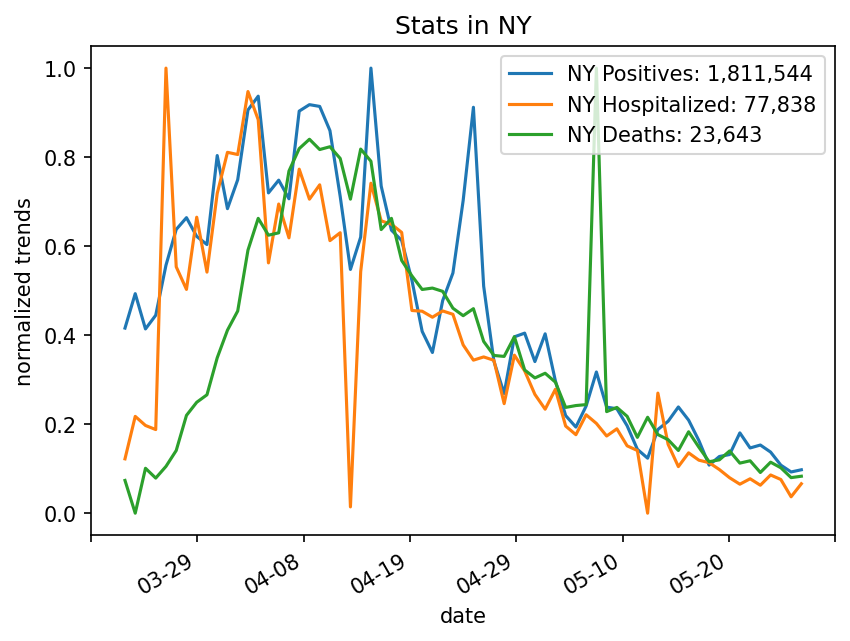 Stats in NY
NY Positives: 1,811,544
NY Hospitalized: 77,838
NY Deaths: 23,643
normalized trends
1.0
0.8
0.6
0.4
0.2
0.0
03-29
04-08
04-19
04-29
05-10
05-20
date